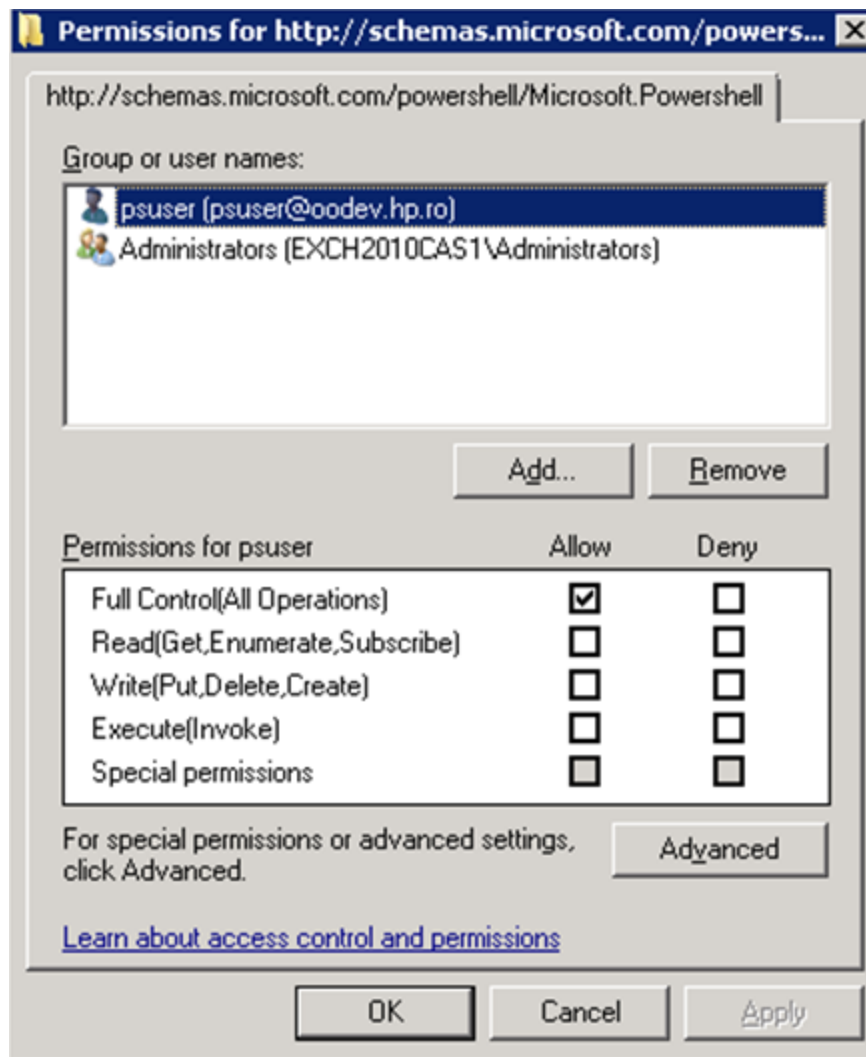 Permissions for http://schemas.microsoft.com/powers...
http://schemas.microsoft.com/powershell/Microsoft.Powershell
Group or user names:
psuser (psuser@oodev.hp.ro)
Administrators (EXCH2010CAS1\Administrators)
Add... Remove
Permissions for psuser Allow Deny
Full Control(All Operations)
Read(Get,Enumerate,Subscribe)
Write(Put,Delete,Create)
Execute(Invoke)
Special permissions
For special permissions or advanced settings,
click Advanced.
Advanced
Learn about access control and permissions
OK Cancel Apply